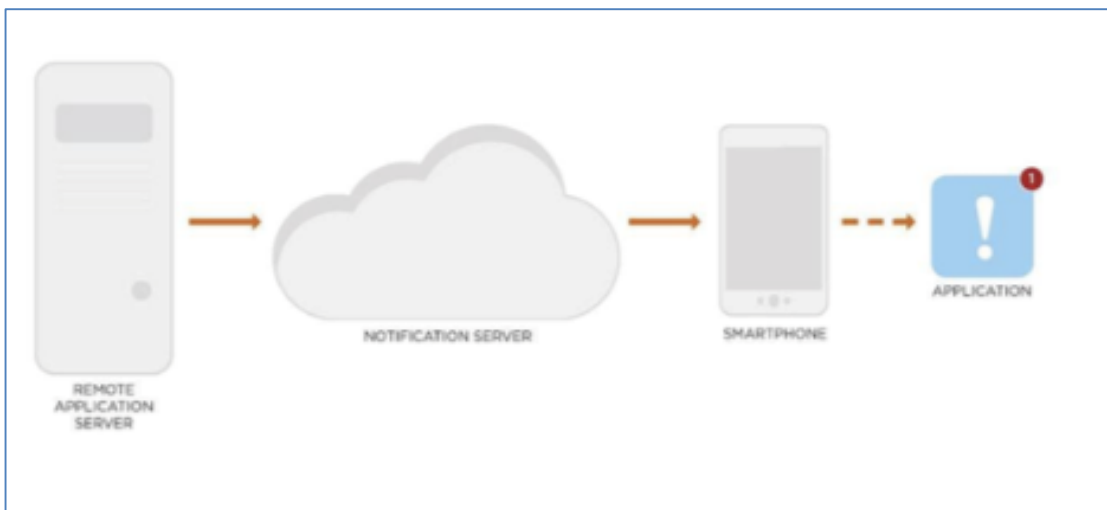 REMOTE
APPLICATION
SERVER
NOTIFICATION SERVER
SMARTPHONE
1
APPLICATION